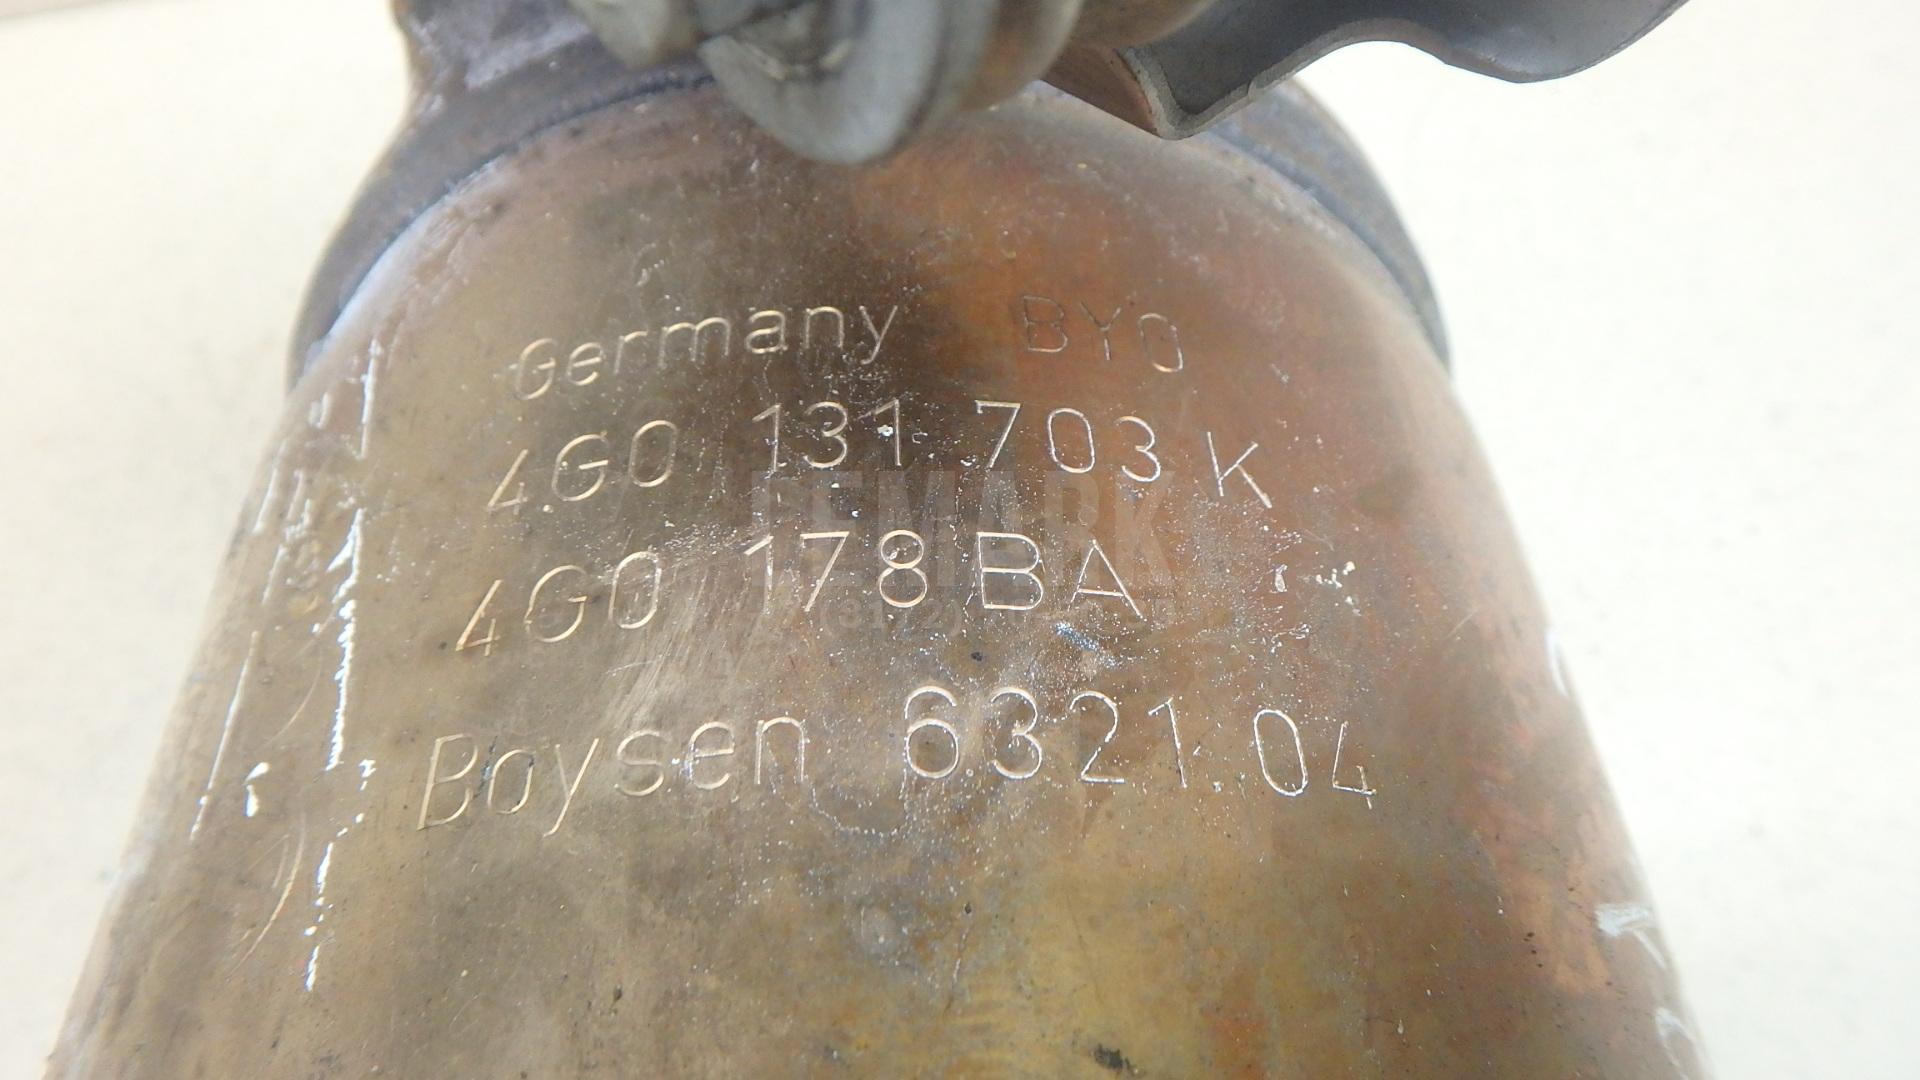 Germany BYO
4G0 131 703 K
4G0 178 BA
Boysen 6321.04